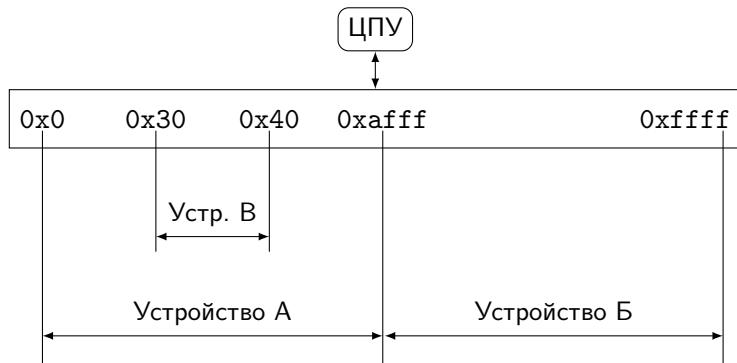 ЦПУ
0x0 0x30 0x40 0xafff 0xffff
Устр. В
Устройство А Устройство Б